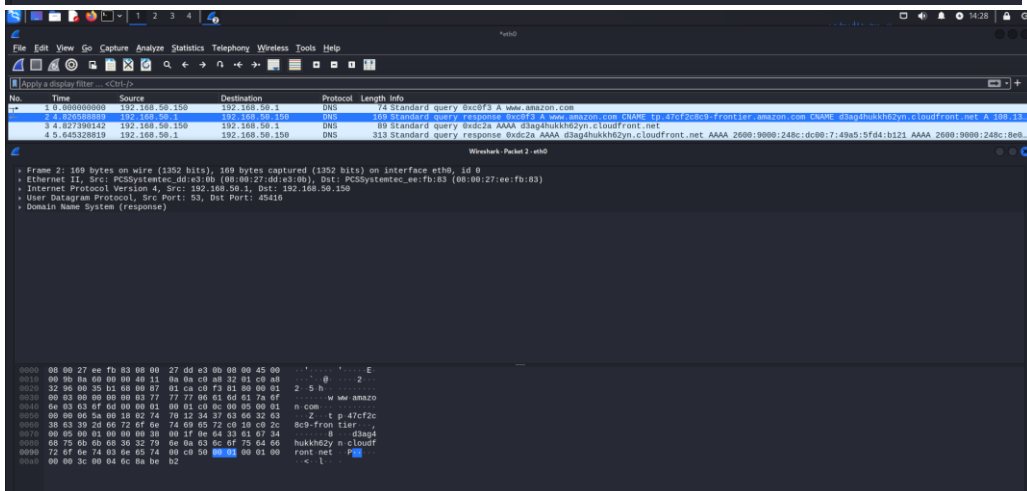 1 2 3 4
14:28
*eth0
File Edit View Go Capture Analyze Statistics Telephony Wireless Tools Help
Apply a display filter ... <Ctrl-/>
No. Time Source Destination Protocol Length Info
1 0.000000000 192.168.50.150 192.168.50.1 DNS 74 Standard query 0xc0f3 A www.amazon.com
2 4.826588889 192.168.50.1 192.168.50.150 DNS 169 Standard query response 0xc0f3 A www.amazon.com CNAME tp.47cf2c8c9-frontier.amazon.com CNAME d3ag4hukkh62yn.cloudfront.net A 108.13…
3 4.827390142 192.168.50.150 192.168.50.1 DNS 89 Standard query 0xdc2a AAAA d3ag4hukkh62yn.cloudfront.net
4 5.645328819 192.168.50.1 192.168.50.150 DNS 313 Standard query response 0xdc2a AAAA d3ag4hukkh62yn.cloudfront.net AAAA 2600:9000:248c:dc00:7:49a5:5fd4:b121 AAAA 2600:9000:248c:8e0…
Wireshark · Packet 2 · eth0
Frame 2: 169 bytes on wire (1352 bits), 169 bytes captured (1352 bits) on interface eth0, id 0
Ethernet II, Src: PCSSystemtec_dd:e3:0b (08:00:27:dd:e3:0b), Dst: PCSSystemtec_ee:fb:83 (08:00:27:ee:fb:83)
Internet Protocol Version 4, Src: 192.168.50.1, Dst: 192.168.50.150
User Datagram Protocol, Src Port: 53, Dst Port: 45416
Domain Name System (response)
0000 08 00 27 ee fb 83 08 00 27 dd e3 0b 08 00 45 00 ··'·····'·····E·
0010 00 9b 8a 60 00 00 40 11 0a 0a c0 a8 32 01 c0 a8 ···`··@·····2···
0020 32 96 00 35 b1 68 00 87 01 ca c0 f3 81 80 00 01 2··5·h··········
0030 00 03 00 00 00 00 03 77 77 77 06 61 6d 61 7a 6f ·······www·amazo
0040 6e 03 63 6f 6d 00 00 01 00 01 c0 0c 00 05 00 01 n·com···········
0050 00 00 06 5a 00 18 02 74 70 12 34 37 63 66 32 63 ···Z···tp·47cf2c
0060 38 63 39 2d 66 72 6f 6e 74 69 65 72 c0 10 c0 2c 8c9-frontier···,
0070 00 05 00 01 00 00 00 38 00 1f 0e 64 33 61 67 34 ·······8···d3ag4
0080 68 75 6b 6b 68 36 32 79 6e 0a 63 6c 6f 75 64 66 hukkh62yn·cloudf
0090 72 6f 6e 74 03 6e 65 74 00 c0 50 00 01 00 01 00 ront·net··P·····
00a0 00 00 3c 00 04 6c 8a be b2 ··<··l···